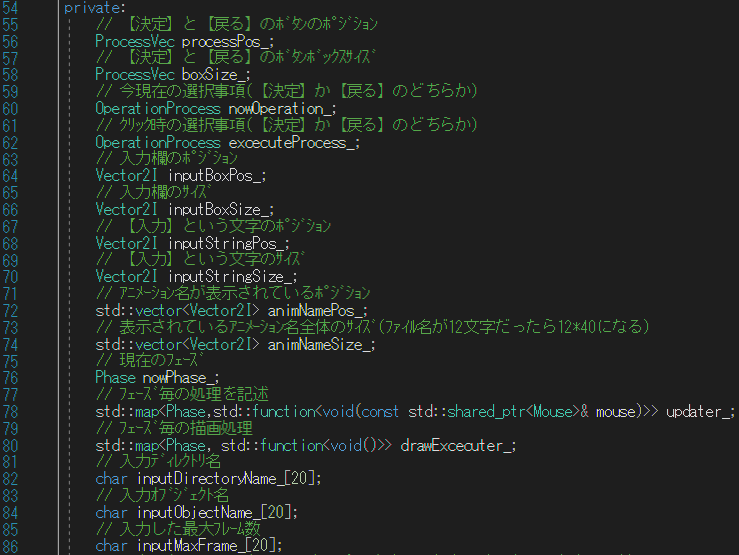 54 private:
55 // 【決定】と【戻る】のﾎﾞﾀﾝのﾎﾟｼﾞｼｮﾝ
56 ProcessVec processPos_;
57 // 【決定】と【戻る】のﾎﾞﾀﾝﾎﾞｯｸｽｻｲｽﾞ
58 ProcessVec boxSize_;
59 // 今現在の選択事項(【決定】か【戻る】のどちらか)
60 OperationProcess nowOperation_;
61 // ｸﾘｯｸ時の選択事項(【決定】か【戻る】のどちらか)
62 OperationProcess excecuteProcess_;
63 // 入力欄のﾎﾟｼﾞｼｮﾝ
64 Vector2I inputBoxPos_;
65 // 入力欄のｻｲｽﾞ
66 Vector2I inputBoxSize_;
67 // 【入力】という文字のﾎﾟｼﾞｼｮﾝ
68 Vector2I inputStringPos_;
69 // 【入力】という文字のｻｲｽﾞ
70 Vector2I inputStringSize_;
71 // ｱﾆﾒｰｼｮﾝ名が表示されているﾎﾟｼﾞｼｮﾝ
72 std::vector<Vector2I> animNamePos_;
73 // 表示されているｱﾆﾒｰｼｮﾝ名全体のｻｲｽﾞ(ﾌｧｲﾙ名が12文字だったら12*40になる)
74 std::vector<Vector2I> animNameSize_;
75 // 現在のﾌｪｰｽﾞ
76 Phase nowPhase_;
77 // ﾌｪｰｽﾞ毎の処理を記述
78 std::map<Phase,std::function<void(const std::shared_ptr<Mouse>& mouse)>> updater_;
79 // ﾌｪｰｽﾞ毎の描画処理
80 std::map<Phase, std::function<void()>> drawExcecuter_;
81 // 入力ﾃﾞｨﾚｸﾄﾘ名
82 char inputDirectoryName_[20];
83 // 入力ｵﾌﾞｼﾞｪｸﾄ名
84 char inputObjectName_[20];
85 // 入力した最大ﾌﾚｰﾑ数
86 char inputMaxFrame_[20];